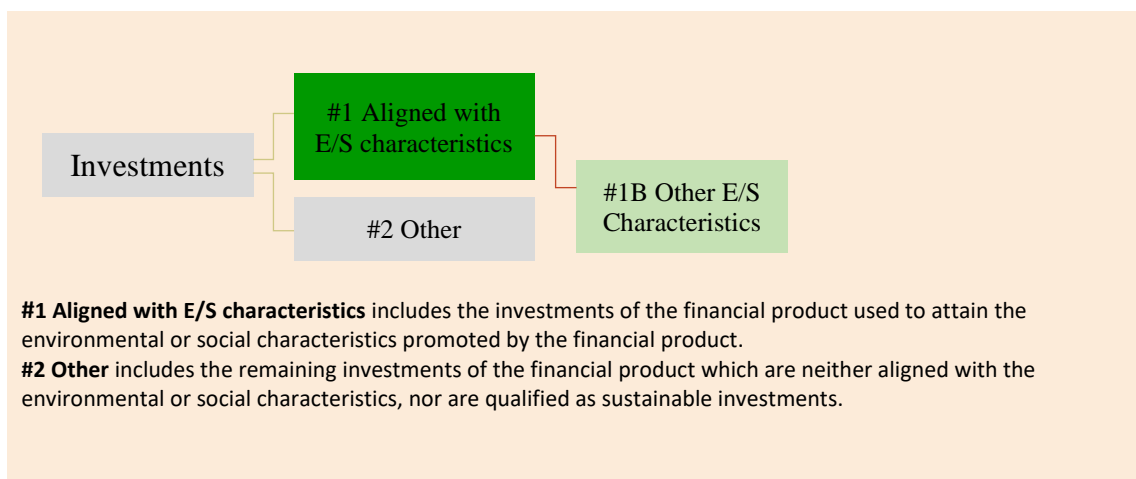 #1 Aligned with
E/S characteristics
Investments
#1B Other E/S
Characteristics
#2 Other
#1 Aligned with E/S characteristics includes the investments of the financial product used to attain the
environmental or social characteristics promoted by the financial product.
#2 Other includes the remaining investments of the financial product which are neither aligned with the
environmental or social characteristics, nor are qualified as sustainable investments.